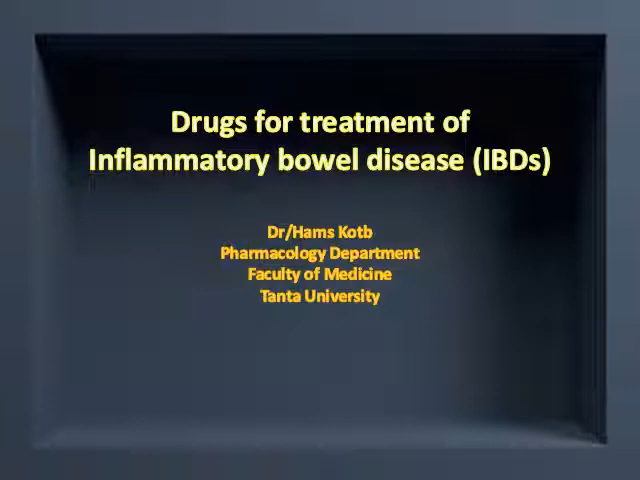 Drugs for treatment of
Inflammatory bowel disease (IBDs)
Dr/Hams Kotb
Pharmacology Department
Faculty of Medicine
Tanta University